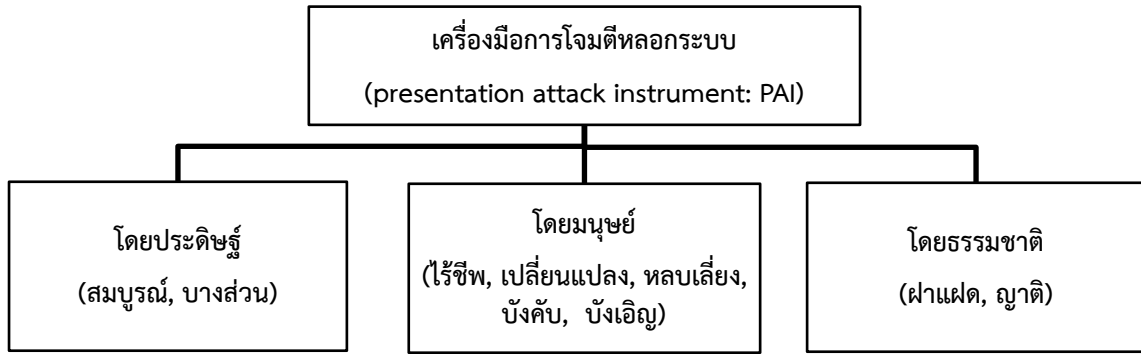 เครื่องมือการโจมตีหลอกระบบ
(presentation attack instrument: PAI)
โดยประดิษฐ์
(สมบูรณ์, บางส่วน)
โดยมนุษย์
(ไร้ชีพ, เปลี่ยนแปลง, หลบเลี่ยง,
บังคับ, บังเอิญ)
โดยธรรมชาติ
(ฝาแฝด, ญาติ)